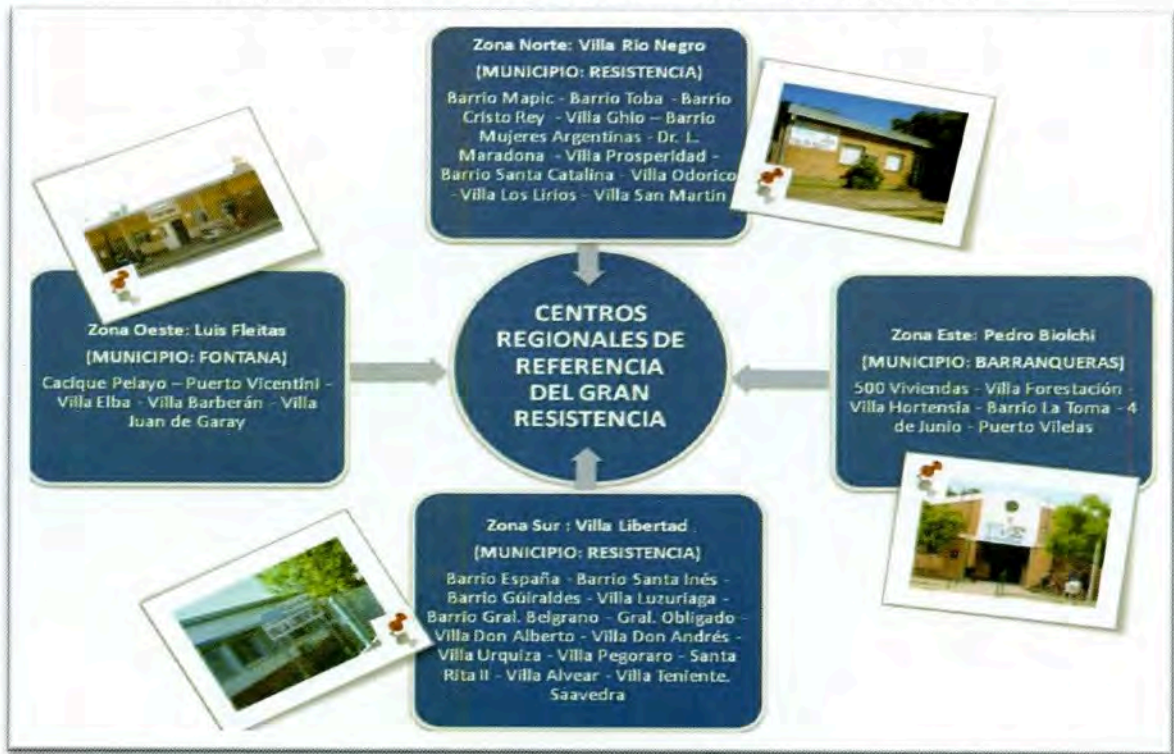 Zona Norte: Villa Rio Negro
(MUNICIPIO: RESISTENCIA)
Barrio Mapic - Barrio Toba - Barrio
Cristo Rey - Villa Ghio – Barrio
Mujeres Argentinas - Dr. L.
Maradona - Villa Prosperidad -
Barrio Santa Catalina - Villa Odorico
- Villa Los Lirios - Villa San Martin
Zona Oeste: Luis Fleitas
(MUNICIPIO: FONTANA)
Cacique Pelayo – Puerto Vicentini -
Villa Elba - Villa Barberán - Villa
Juan de Garay
CENTROS
REGIONALES DE
REFERENCIA
DEL GRAN
RESISTENCIA
Zona Este: Pedro Biolchi
(MUNICIPIO: BARRANQUERAS)
500 Viviendas - Villa Forestación -
Villa Hortensia - Barrio La Toma - 4
de Junio - Puerto Vilelas
Zona Sur : Villa Libertad
(MUNICIPIO: RESISTENCIA)
Barrio España - Barrio Santa Inés -
Barrio Güiraldes - Villa Luzuriaga -
Barrio Gral. Belgrano - Gral. Obligado -
Villa Don Alberto - Villa Don Andrés -
Villa Urquiza - Villa Pegoraro - Santa
Rita II - Villa Alvear - Villa Teniente.
Saavedra